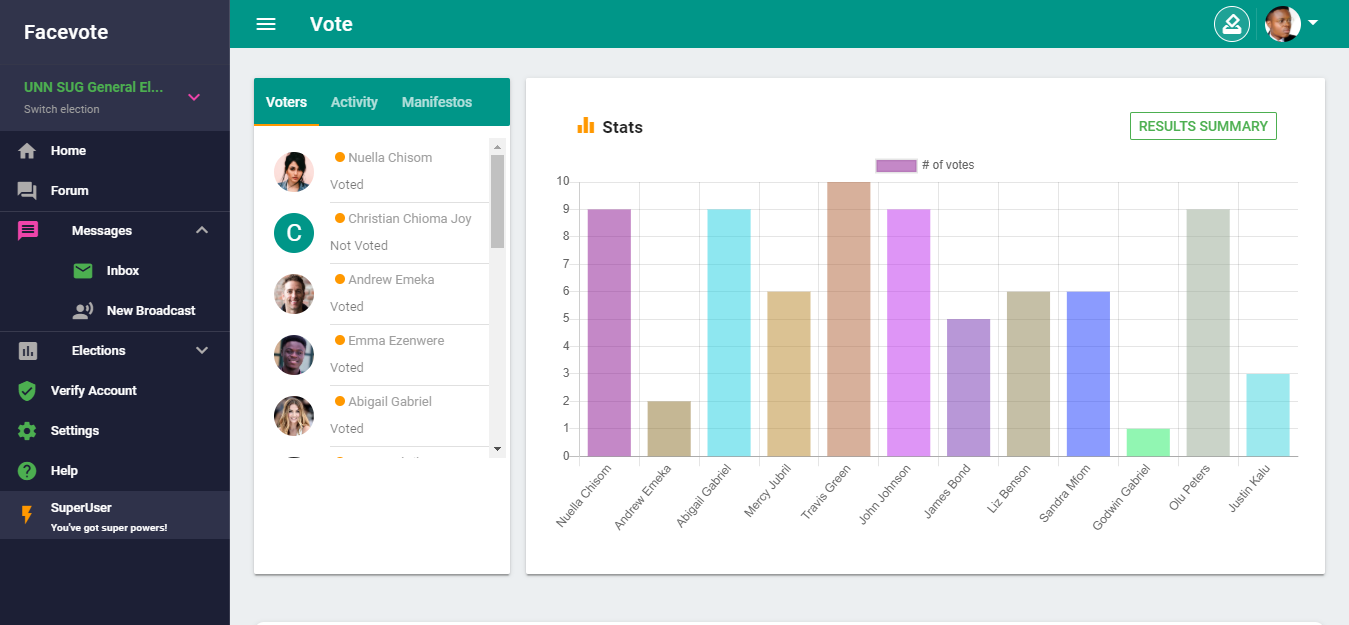 Facevote
UNN SUG General El...
Switch election
Home
Forum
Messages
Inbox
New Broadcast
Elections
Verify Account
Settings
Help
SuperUser
You've got super powers!
Vote
Voters Activity Manifestos
Nuella Chisom
Voted
C
Christian Chioma Joy
Not Voted
Andrew Emeka
Voted
Emma Ezenwere
Voted
Abigail Gabriel
Voted
Stats
RESULTS SUMMARY
# of votes
10
9
8
7
6
5
4
3
2
1
0
Nuella Chisom
Andrew Emeka
Abigail Gabriel
Mercy Jubril
Travis Green
John Johnson
James Bond
Liz Benson
Sandra Mfom
Godwin Gabriel
Olu Peters
Justin Kalu